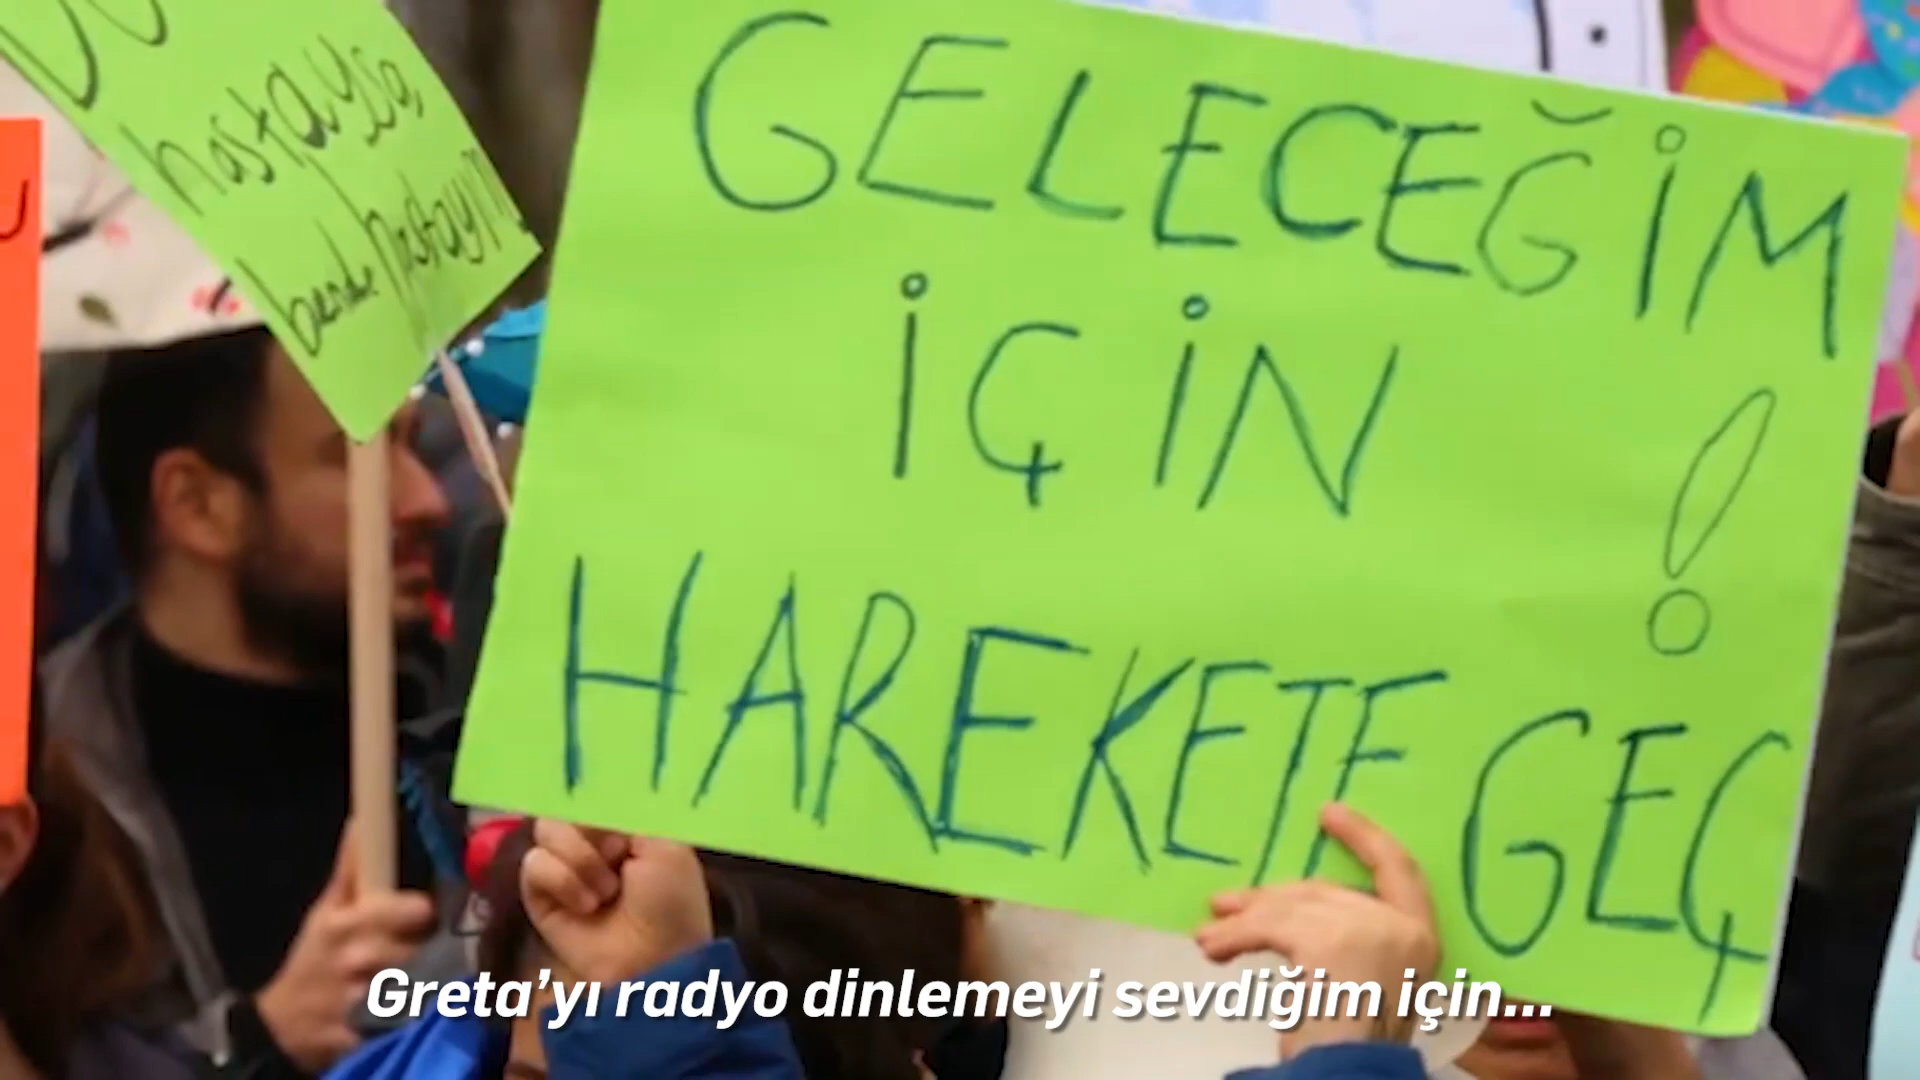 hastaysa,
bende hastayım
GELECEĞİM
İÇİN
HAREKETE GEÇ!
Greta'yı radyo dinlemeyi sevdiğim için...